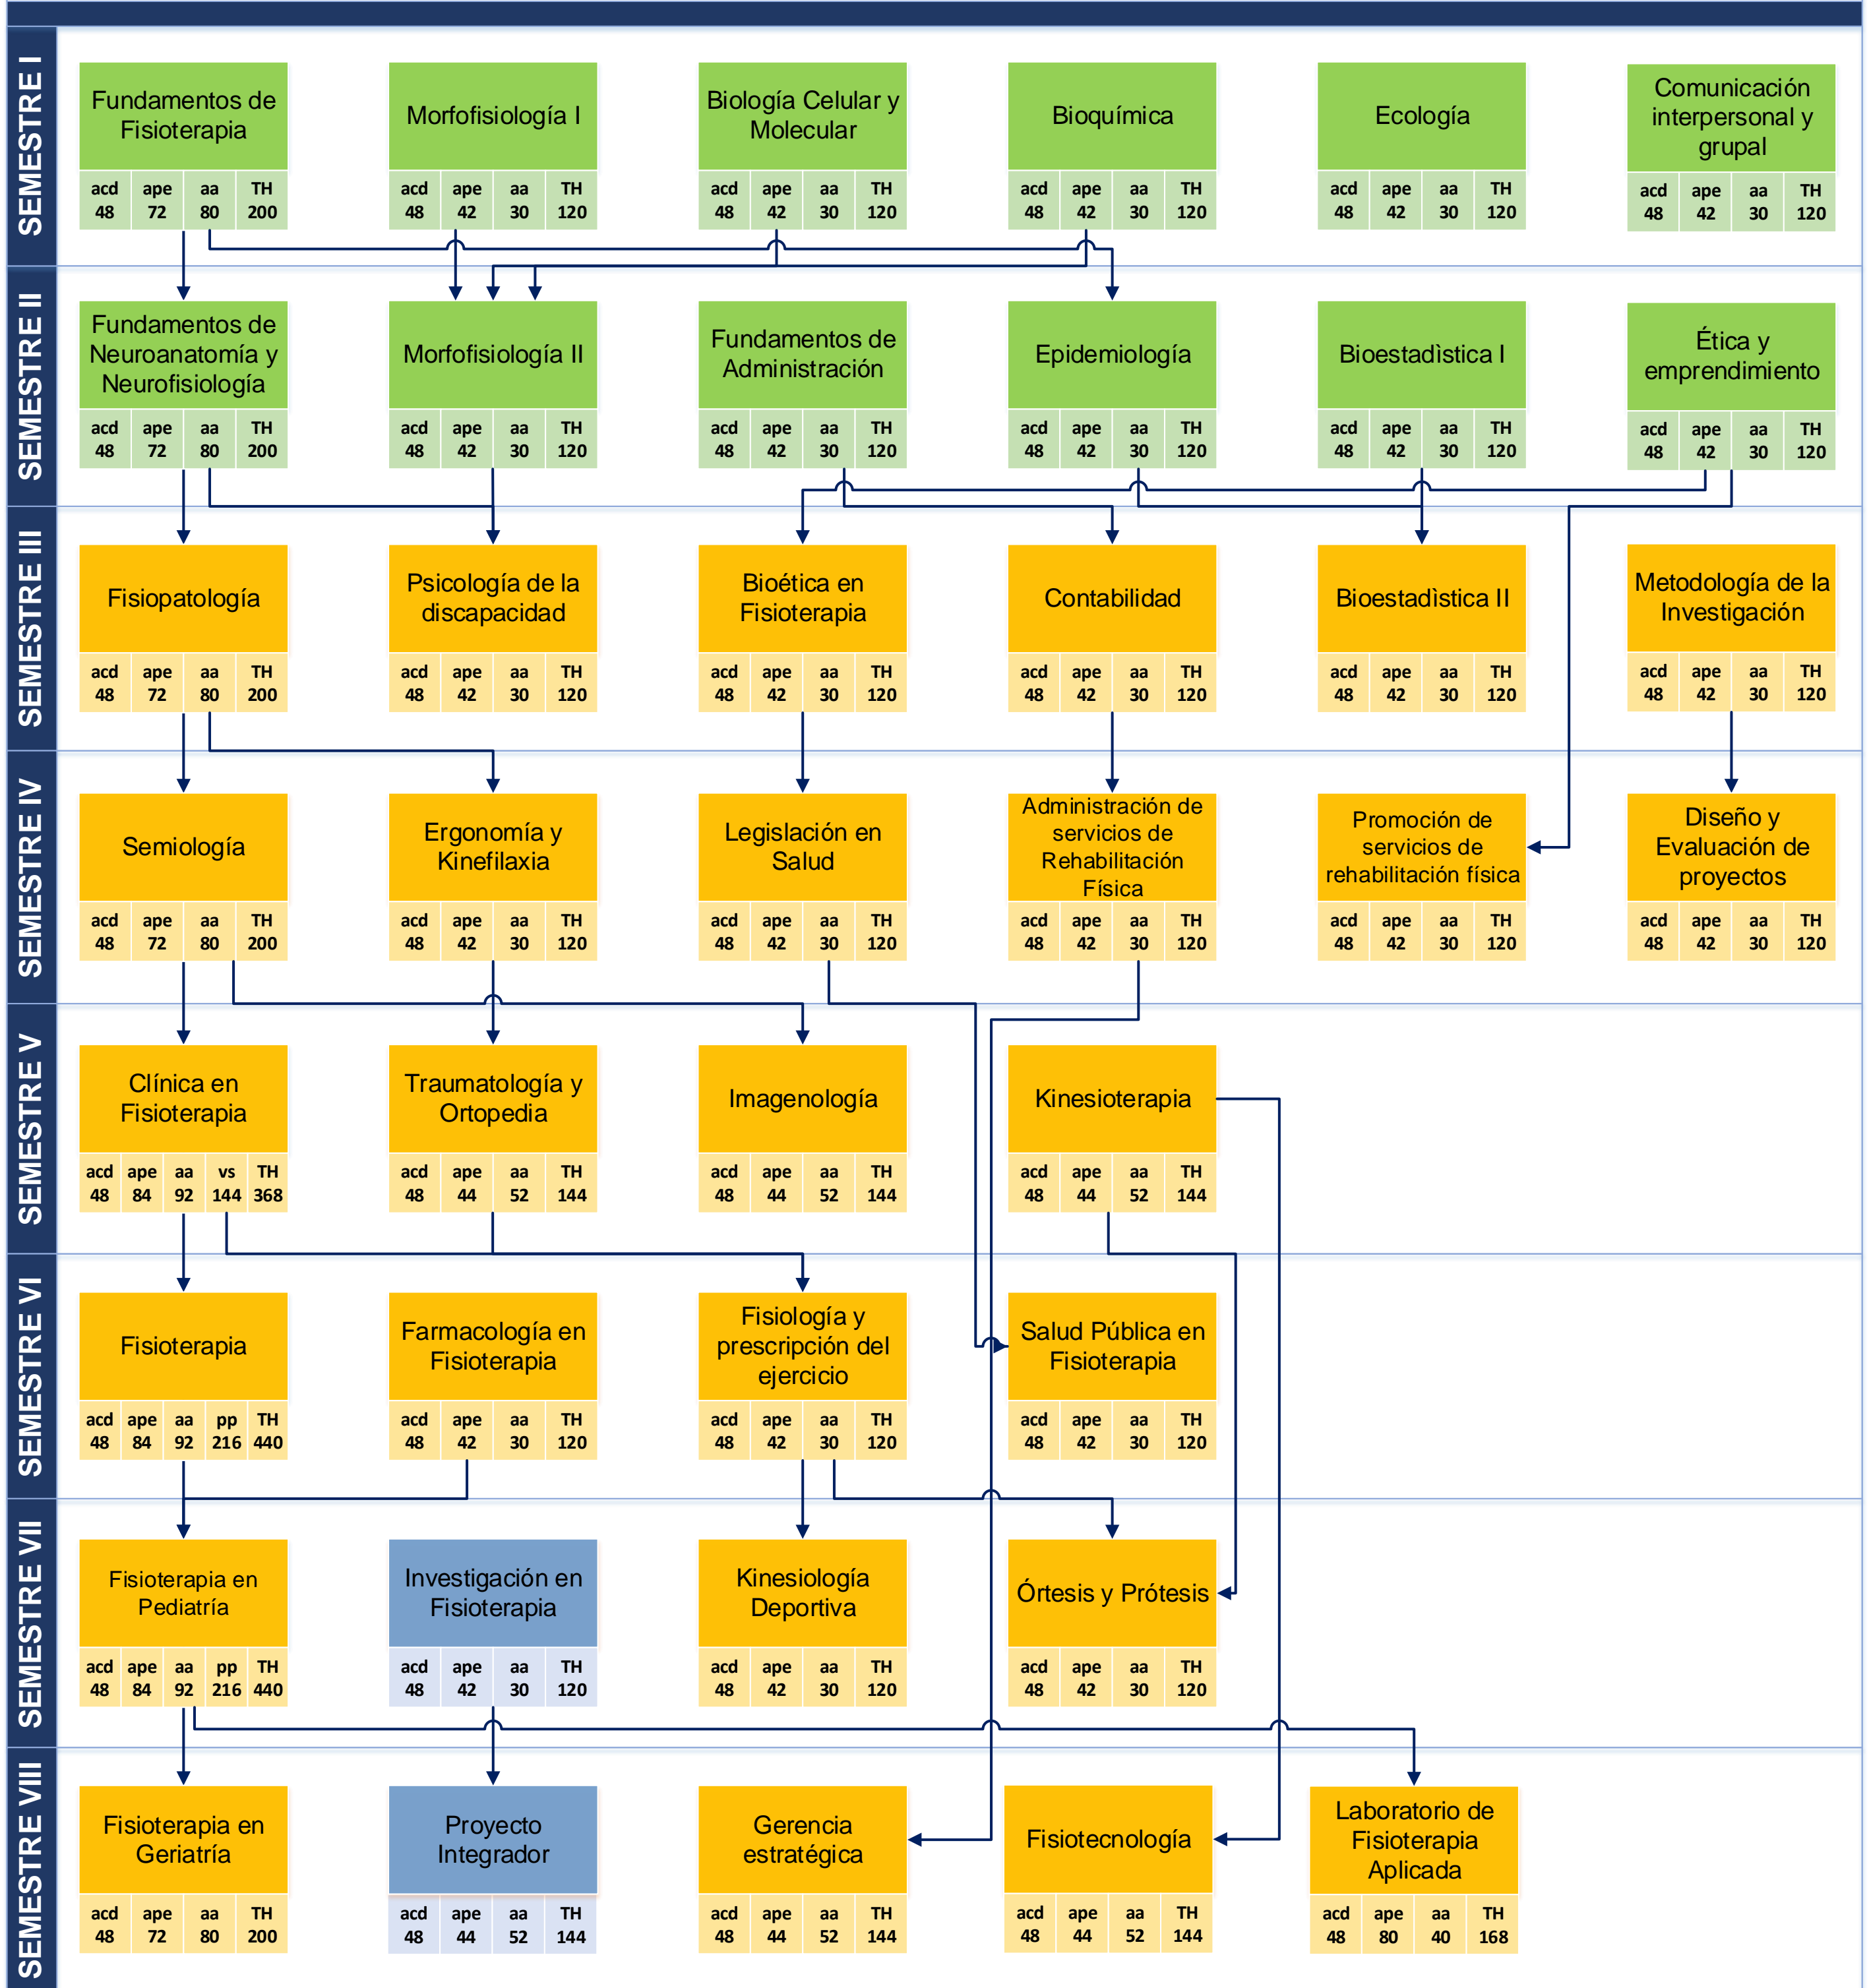 SEMESTRE I
Fundamentos de
Fisioterapia
acd ape aa TH
48 72 80 200
Morfofisiología I
acd ape aa TH
48 42 30 120
Biología Celular y
Molecular
acd ape aa TH
48 42 30 120
Bioquímica
acd ape aa TH
48 42 30 120
Ecología
acd ape aa TH
48 42 30 120
Comunicación
interpersonal y
grupal
acd ape aa TH
48 42 30 120
SEMESTRE II
Fundamentos de
Neuroanatomía y
Neurofisiología
acd ape aa TH
48 72 80 200
Morfofisiología II
acd ape aa TH
48 42 30 120
Fundamentos de
Administración
acd ape aa TH
48 42 30 120
Epidemiología
acd ape aa TH
48 42 30 120
Bioestadìstica I
acd ape aa TH
48 42 30 120
Ética y
emprendimiento
acd ape aa TH
48 42 30 120
SEMESTRE III
Fisiopatología
acd ape aa TH
48 72 80 200
Psicología de la
discapacidad
acd ape aa TH
48 42 30 120
Bioética en
Fisioterapia
acd ape aa TH
48 42 30 120
Contabilidad
acd ape aa TH
48 42 30 120
Bioestadìstica II
acd ape aa TH
48 42 30 120
Metodología de la
Investigación
acd ape aa TH
48 42 30 120
SEMESTRE IV
Semiología
acd ape aa TH
48 72 80 200
Ergonomía y
Kinefilaxia
acd ape aa TH
48 42 30 120
Legislación en
Salud
acd ape aa TH
48 42 30 120
Administración de
servicios de
Rehabilitación
Física
acd ape aa TH
48 42 30 120
Promoción de
servicios de
rehabilitación física
acd ape aa TH
48 42 30 120
Diseño y
Evaluación de
proyectos
acd ape aa TH
48 42 30 120
SEMESTRE V
Clínica en
Fisioterapia
acd ape aa vs TH
48 84 92 144 368
Traumatología y
Ortopedia
acd ape aa TH
48 44 52 144
Imagenología
acd ape aa TH
48 44 52 144
Kinesioterapia
acd ape aa TH
48 44 52 144
SEMESTRE VI
Fisioterapia
acd ape aa pp TH
48 84 92 216 440
Farmacología en
Fisioterapia
acd ape aa TH
48 42 30 120
Fisiología y
prescripción del
ejercicio
acd ape aa TH
48 42 30 120
Salud Pública en
Fisioterapia
acd ape aa TH
48 42 30 120
SEMESTRE VII
Fisioterapia en
Pediatría
acd ape aa pp TH
48 84 92 216 440
Investigación en
Fisioterapia
acd ape aa TH
48 42 30 120
Kinesiología
Deportiva
acd ape aa TH
48 42 30 120
Órtesis y Prótesis
acd ape aa TH
48 42 30 120
SEMESTRE VIII
Fisioterapia en
Geriatría
acd ape aa TH
48 72 80 200
Proyecto
Integrador
acd ape aa TH
48 44 52 144
Gerencia
estratégica
acd ape aa TH
48 44 52 144
Fisiotecnología
acd ape aa TH
48 44 52 144
Laboratorio de
Fisioterapia
Aplicada
acd ape aa TH
48 80 40 168